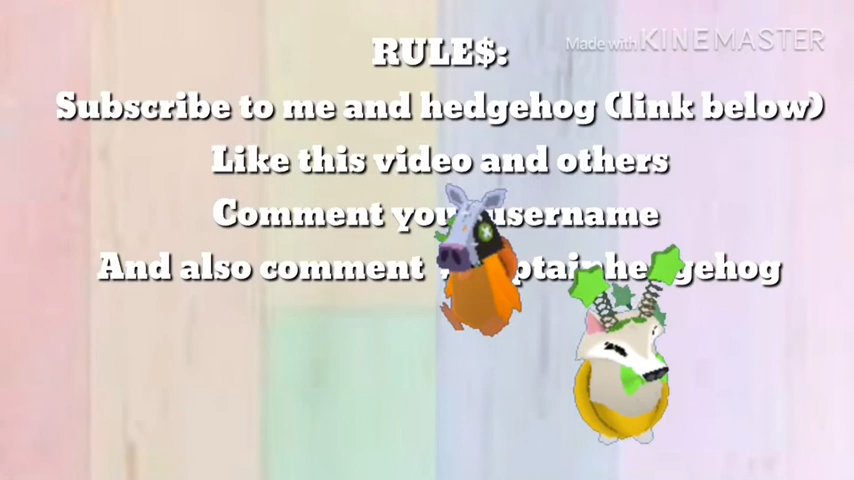 RULE$:
Made with KINEMASTER
Subscribe to me and hedgehog (link below)
Like this video and others
Comment username
And also comment